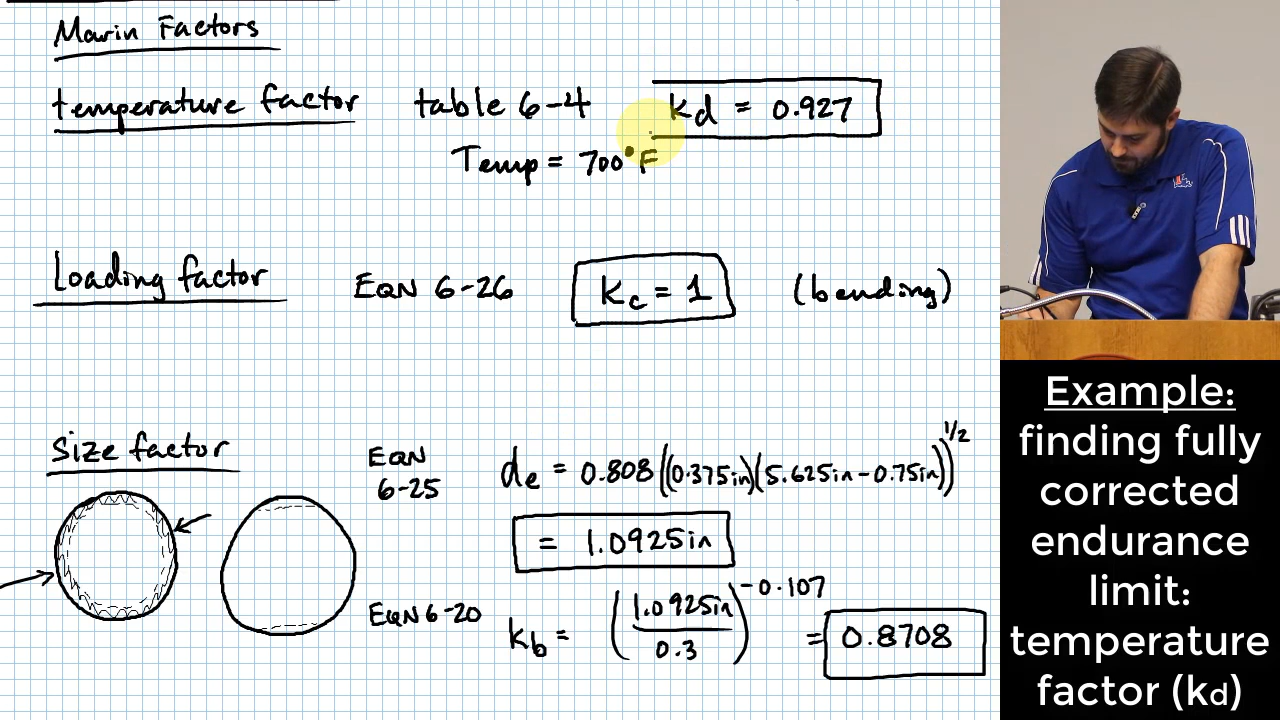 Marin Factors
temperature factor table 6-4 kd = 0.927
Temp = 700°F
Loading factor EQN 6-26 Kc = 1 (bending)
Size factor
EQN
6-25
de = 0.808((0.375in)(5.625in-0.75in))^1/2
= 1.0925in
EQN 6-20
kb = (1.0925in/0.3)^-0.107 = 0.8708
Example:
finding fully
corrected
endurance
limit:
temperature
factor (kd)